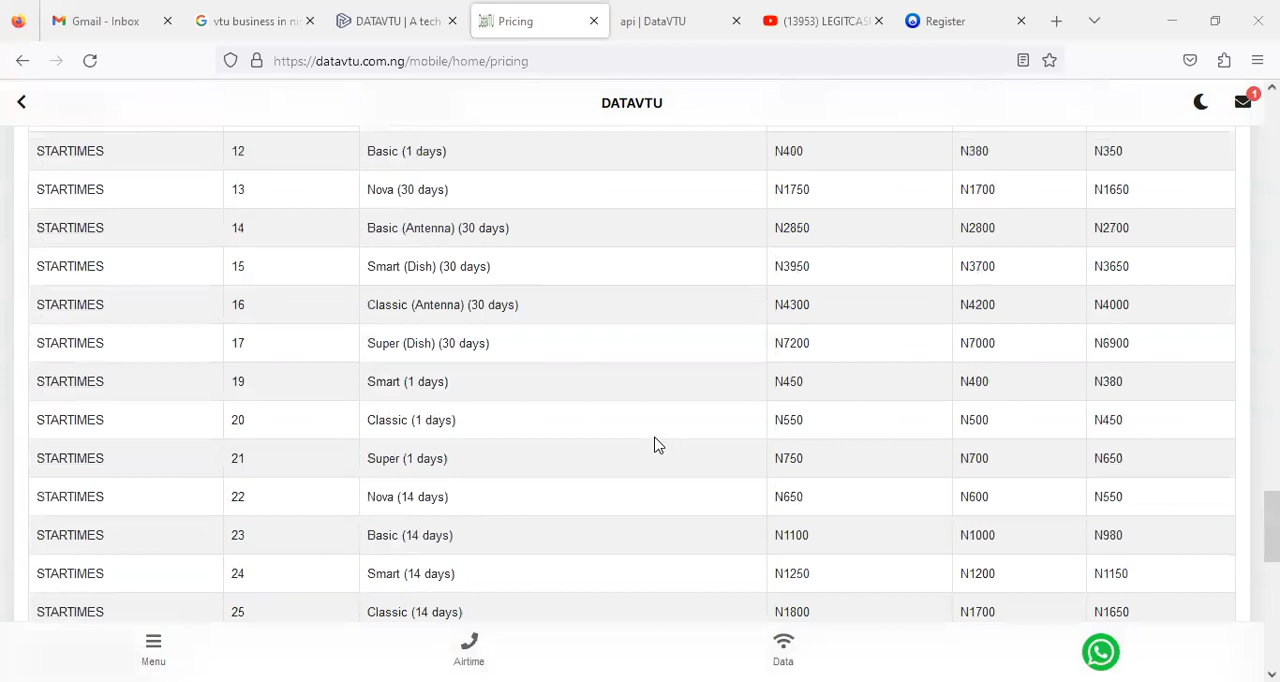 Gmail - Inbox
vtu business in ni
DATAVTU | A tech
Pricing
api | DataVTU
(13953) LEGITCAS
Register
https://datavtu.com.ng/mobile/home/pricing
DATAVTU
1
STARTIMES 12 Basic (1 days) N400 N380 N350
STARTIMES 13 Nova (30 days) N1750 N1700 N1650
STARTIMES 14 Basic (Antenna) (30 days) N2850 N2800 N2700
STARTIMES 15 Smart (Dish) (30 days) N3950 N3700 N3650
STARTIMES 16 Classic (Antenna) (30 days) N4300 N4200 N4000
STARTIMES 17 Super (Dish) (30 days) N7200 N7000 N6900
STARTIMES 19 Smart (1 days) N450 N400 N380
STARTIMES 20 Classic (1 days) N550 N500 N450
STARTIMES 21 Super (1 days) N750 N700 N650
STARTIMES 22 Nova (14 days) N650 N600 N550
STARTIMES 23 Basic (14 days) N1100 N1000 N980
STARTIMES 24 Smart (14 days) N1250 N1200 N1150
STARTIMES 25 Classic (14 days) N1800 N1700 N1650
Menu
Airtime
Data